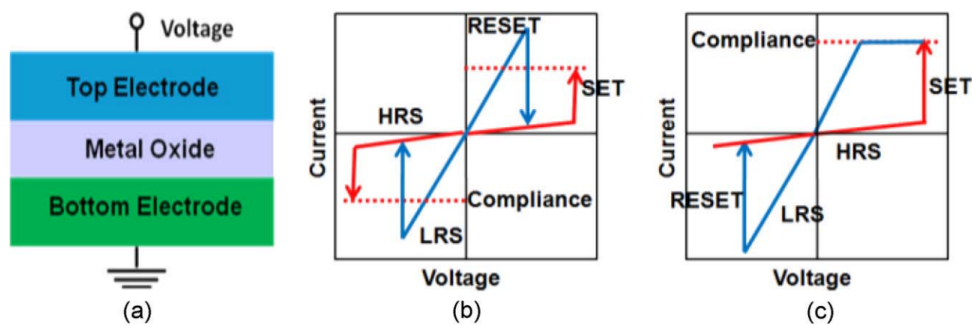 Voltage
Top Electrode
Metal Oxide
Bottom Electrode
(a)
RESET
SET
HRS
Current
Compliance
LRS
Voltage
(b)
Compliance
SET
Current
HRS
RESET
LRS
Voltage
(c)